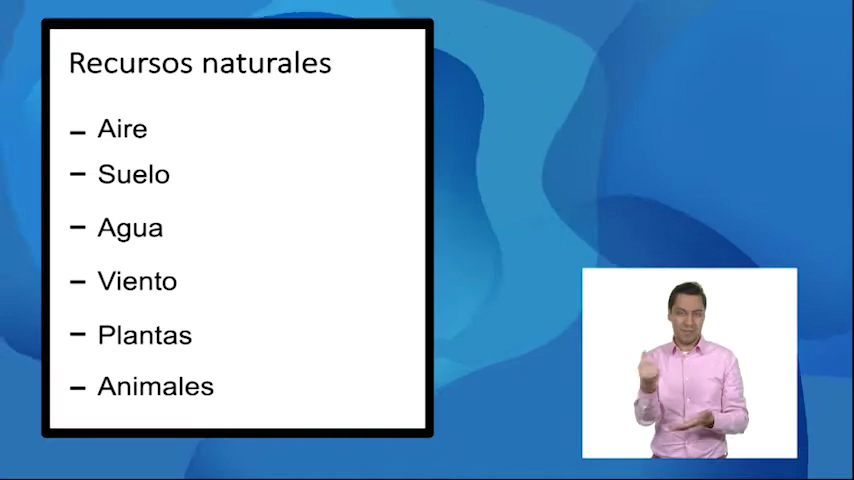 Recursos naturales
– Aire
– Suelo
– Agua
– Viento
– Plantas
– Animales